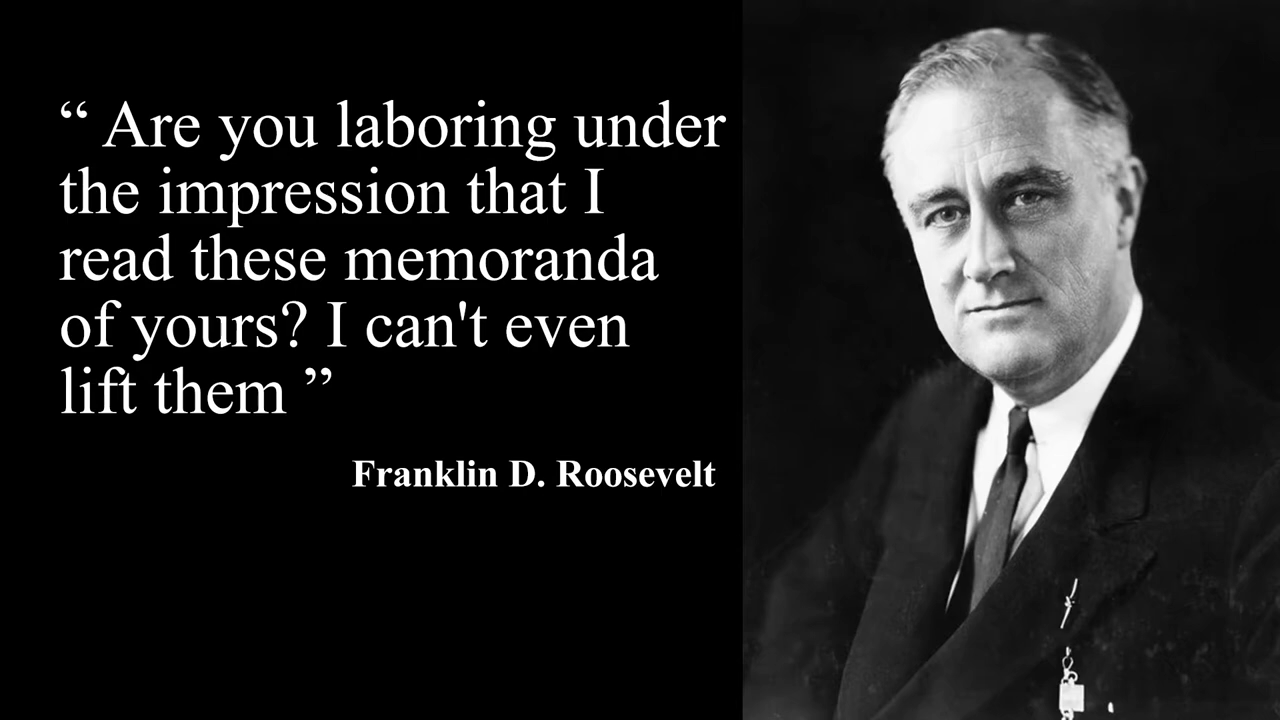 “ Are you laboring under
the impression that I
read these memoranda
of yours? I can't even
lift them ”
Franklin D. Roosevelt